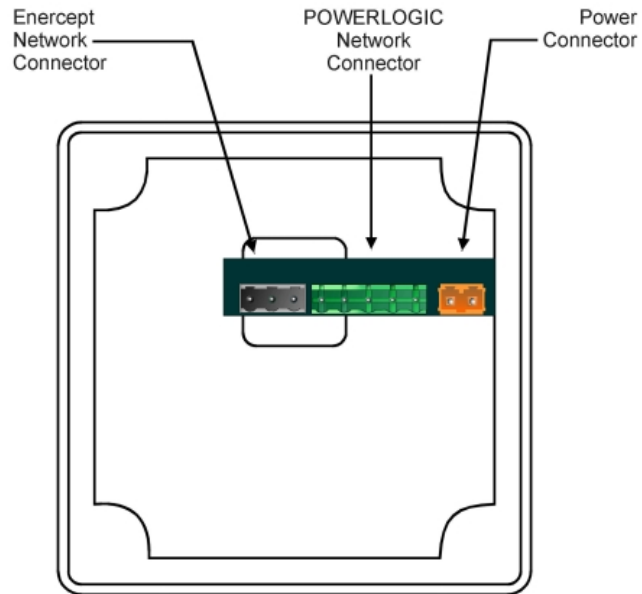 Enercept
Network
Connector
POWERLOGIC
Network
Connector
Power
Connector